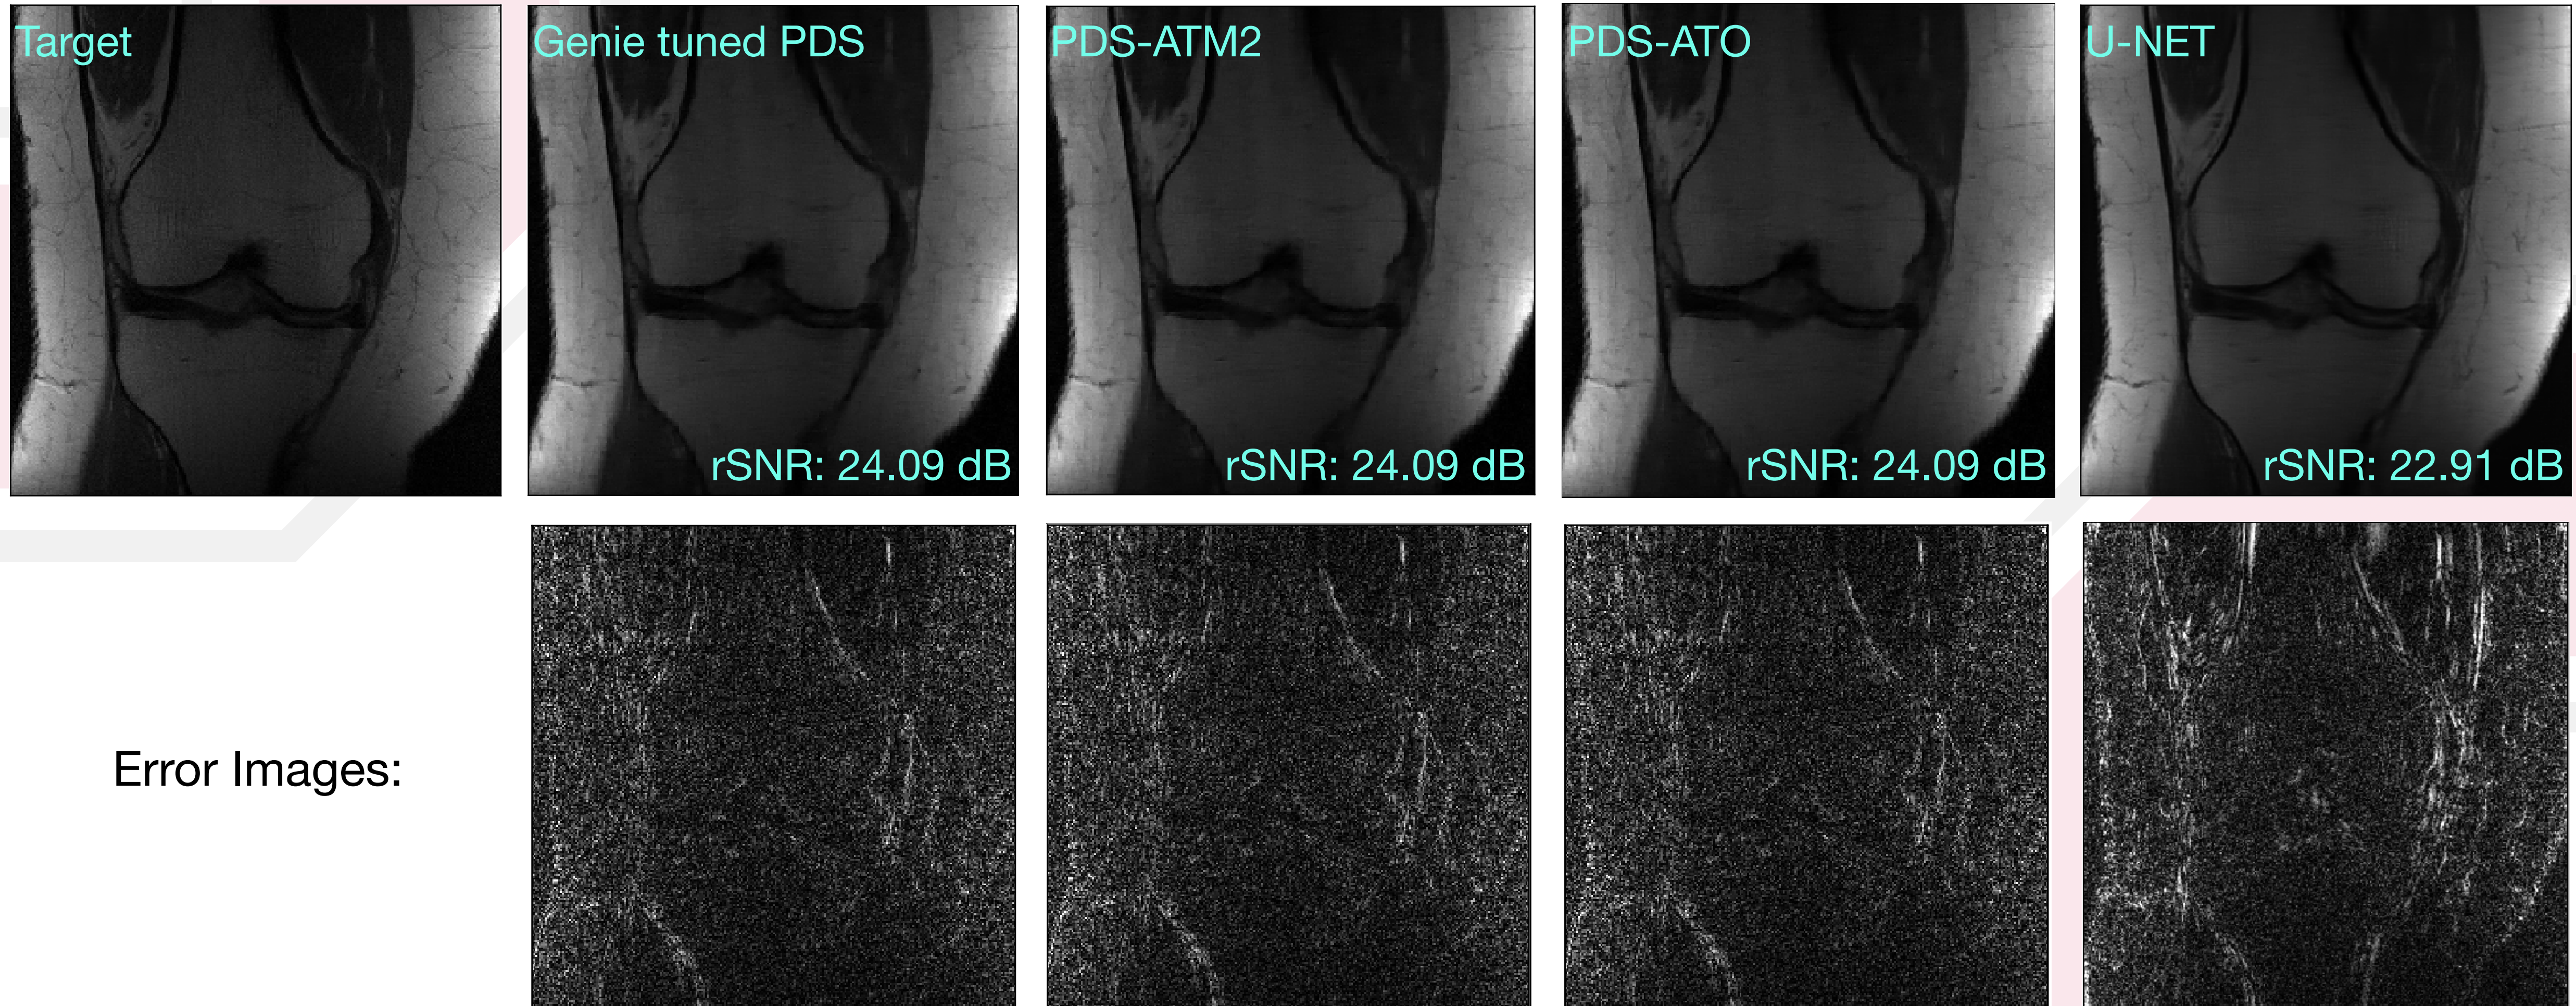 Target
Genie tuned PDS
PDS-ATM2
PDS-ATO
U-NET
rSNR: 24.09 dB
rSNR: 24.09 dB
rSNR: 24.09 dB
rSNR: 22.91 dB
Error Images: